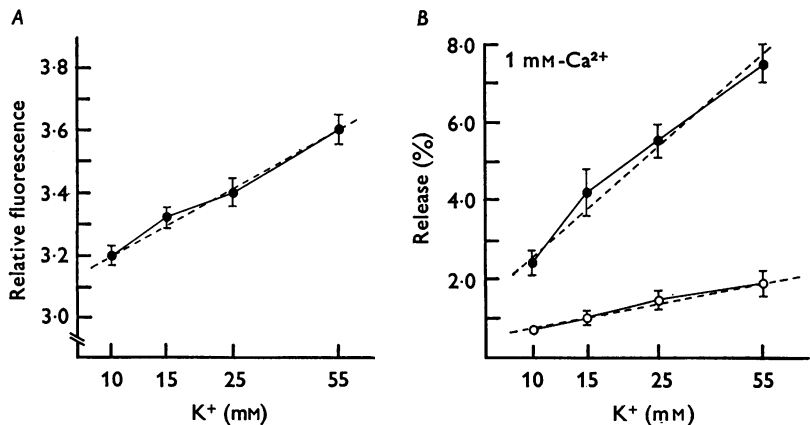 A
Relative fluorescence
3·8
3·6
3·4
3·2
3·0
10 15 25 55
K⁺ (mM)
B
1 mM-Ca²⁺
Release (%)
8·0
6·0
4·0
2·0
10 15 25 55
K⁺ (mM)